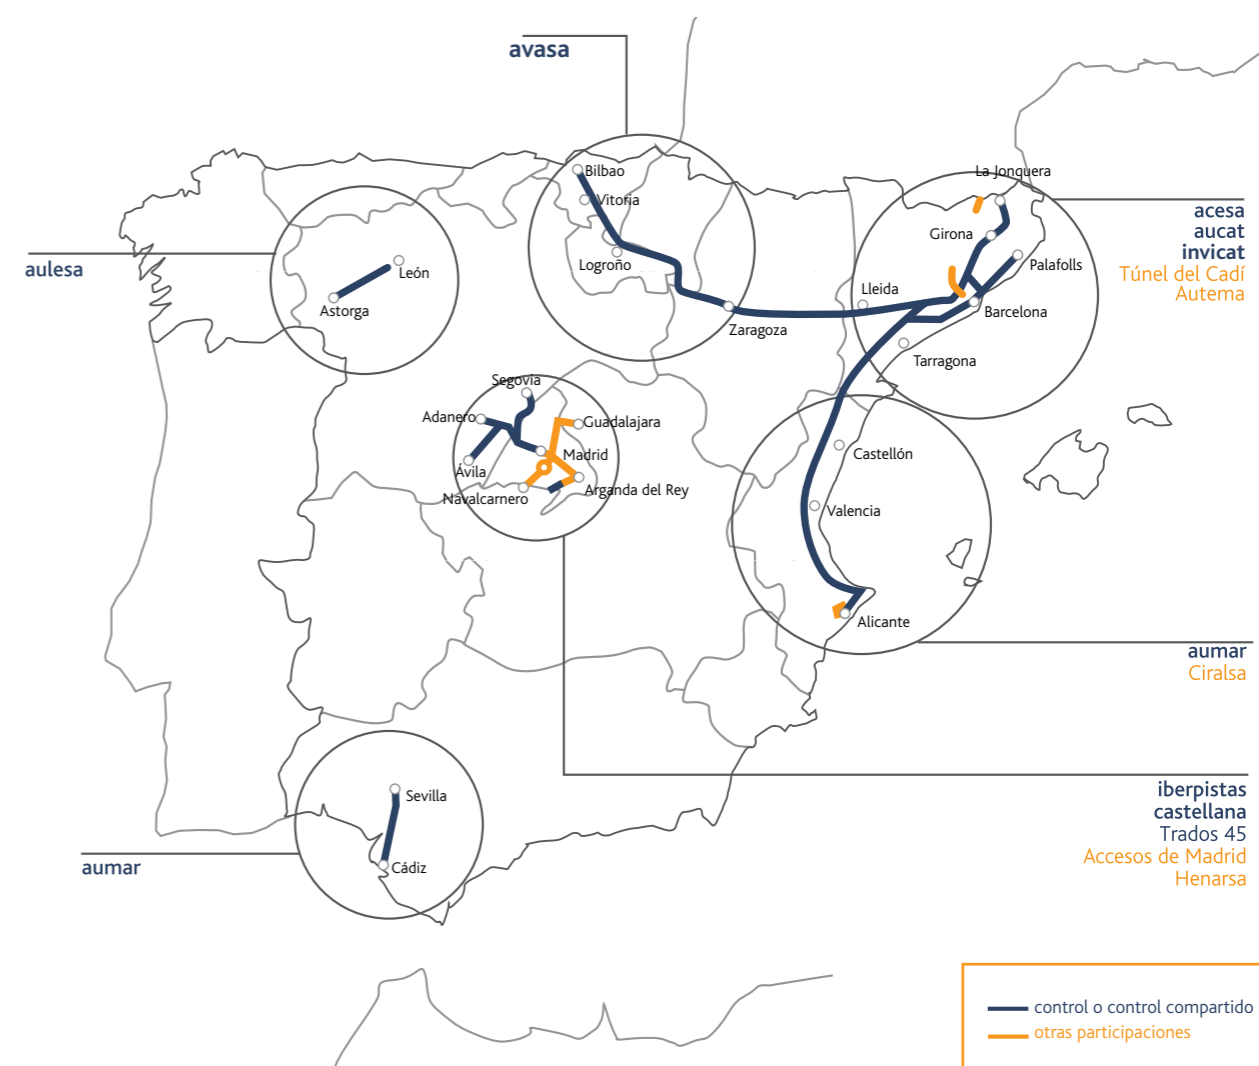 avasa
Bilbao
Vitoria
Logroño
Zaragoza
La Jonquera
Girona
Palafolls
Lleida
Barcelona
Tarragona
acesa
aucat
invicat
Túnel del Cadí
Autema
aulesa
León
Astorga
Segovia
Adanero
Guadalajara
Ávila
Madrid
Navalcarnero
Arganda del Rey
Castellón
Valencia
Alicante
aumar
Ciralsa
iberpistas
castellana
Trados 45
Accesos de Madrid
Henarsa
Sevilla
Cádiz
aumar
control o control compartido
otras participaciones